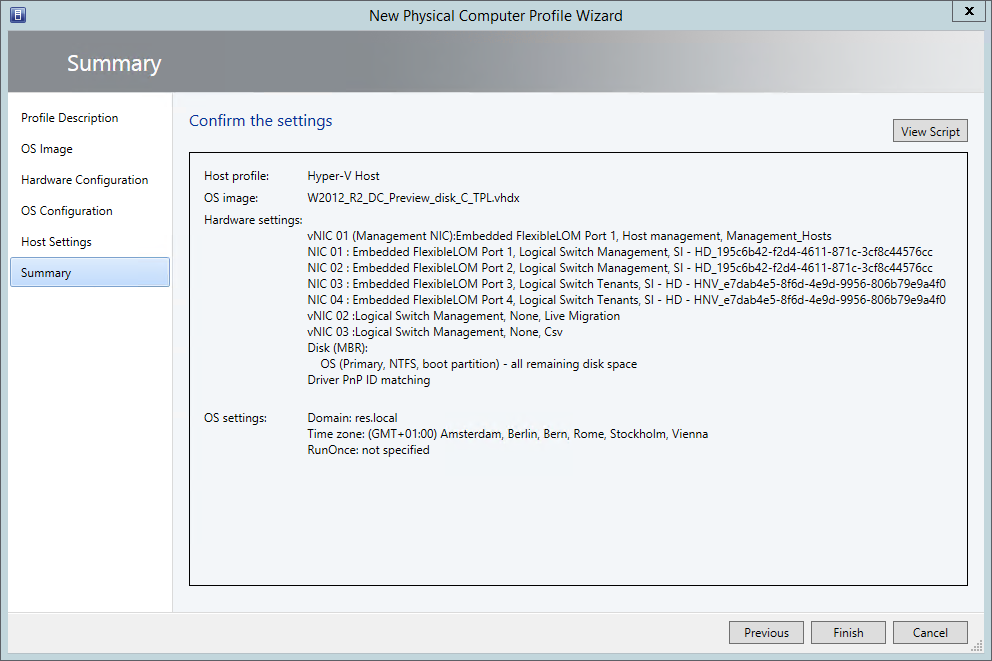 New Physical Computer Profile Wizard
x
Summary
Profile Description
OS Image
Hardware Configuration
OS Configuration
Host Settings
Summary
Confirm the settings
View Script
Host profile: Hyper-V Host
OS image: W2012_R2_DC_Preview_disk_C_TPL.vhdx
Hardware settings:
vNIC 01 (Management NIC):Embedded FlexibleLOM Port 1, Host management, Management_Hosts
NIC 01 : Embedded FlexibleLOM Port 1, Logical Switch Management, SI - HD_195c6b42-f2d4-4611-871c-3cf8c44576cc
NIC 02 : Embedded FlexibleLOM Port 2, Logical Switch Management, SI - HD_195c6b42-f2d4-4611-871c-3cf8c44576cc
NIC 03 : Embedded FlexibleLOM Port 3, Logical Switch Tenants, SI - HD - HNV_e7dab4e5-8f6d-4e9d-9956-806b79e9a4f0
NIC 04 : Embedded FlexibleLOM Port 4, Logical Switch Tenants, SI - HD - HNV_e7dab4e5-8f6d-4e9d-9956-806b79e9a4f0
vNIC 02 :Logical Switch Management, None, Live Migration
vNIC 03 :Logical Switch Management, None, Csv
Disk (MBR):
OS (Primary, NTFS, boot partition) - all remaining disk space
Driver PnP ID matching
OS settings: Domain: res.local
Time zone: (GMT+01:00) Amsterdam, Berlin, Bern, Rome, Stockholm, Vienna
RunOnce: not specified
Previous
Finish
Cancel